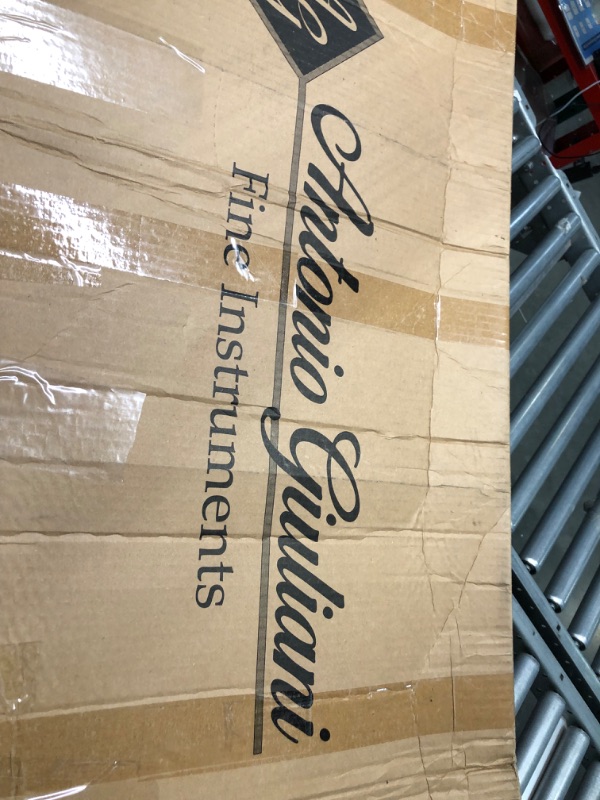 Antonio Giuliani
Fine Instruments